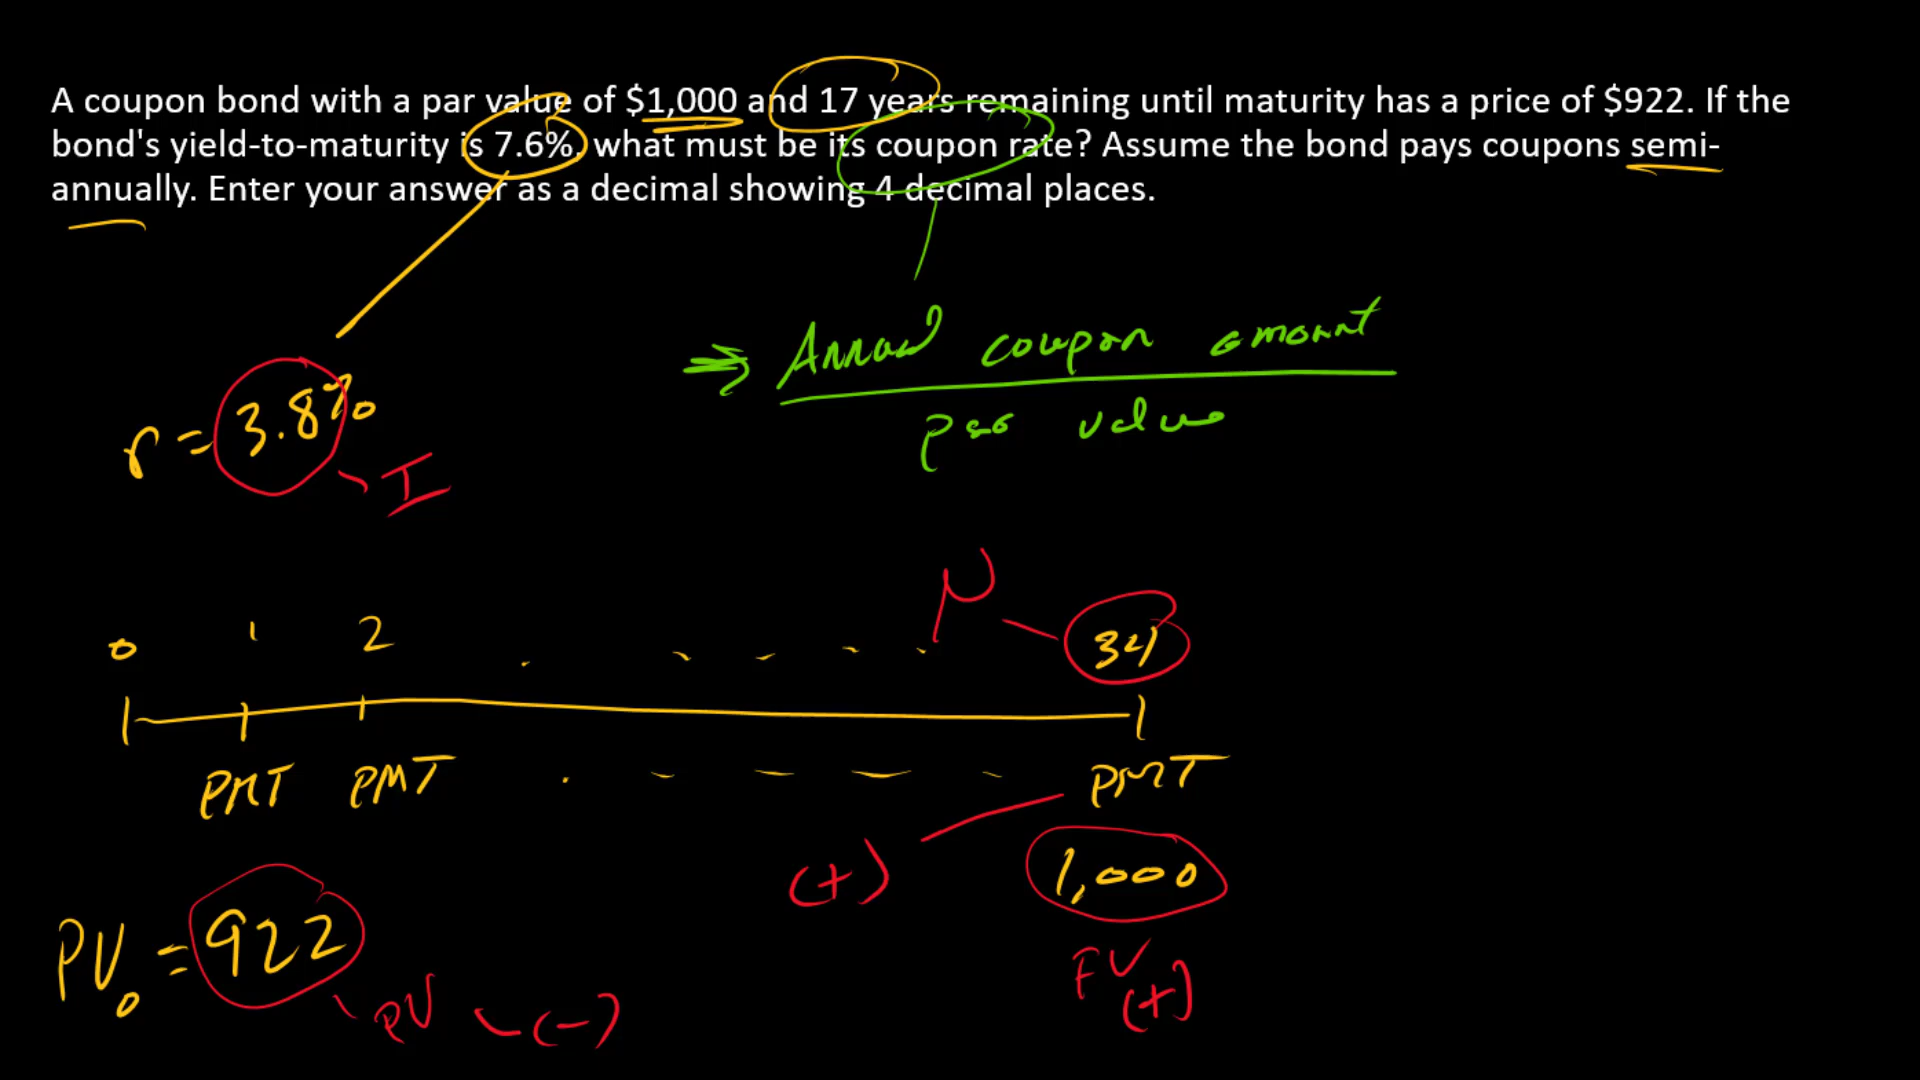 A coupon bond with a par value of $1,000 and 17 years remaining until maturity has a price of $922. If the
bond's yield-to-maturity is 7.6%, what must be its coupon rate? Assume the bond pays coupons semi-
annually. Enter your answer as a decimal showing 4 decimal places.
⇒ Annual coupon amount
par value
r = 3.8%
I
N
0 1 2 . - - - . 34
PMT PMT . - - - - PMT
(+) 1,000
PV₀ = 922
FV
(+)
PV (-)